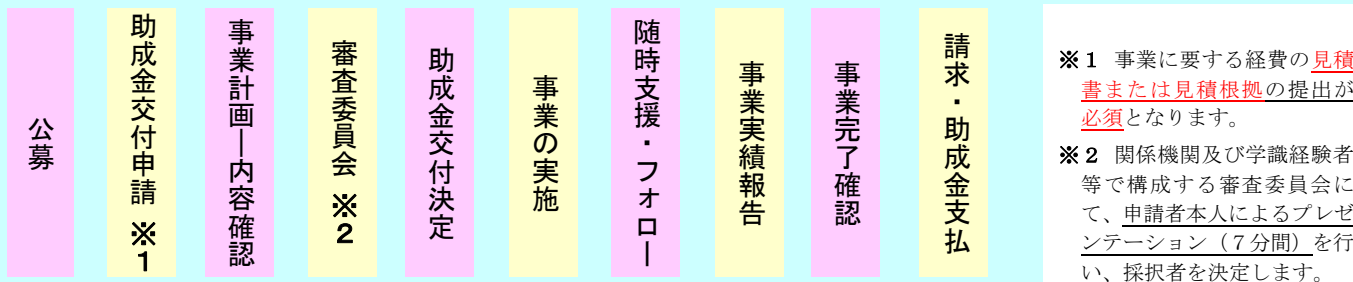 公募
助成金交付申請 ※1
事業計画―内容確認
審査委員会 ※2
助成金交付決定
事業の実施
随時支援・フォロー
事業実績報告
事業完了確認
請求・助成金支払
※1 事業に要する経費の見積
書または見積根拠の提出が
必須となります。
※2 関係機関及び学識経験者
等で構成する審査委員会に
て、申請者本人によるプレゼ
ンテーション（７分間）を行
い、採択者を決定します。